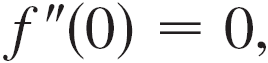 f″(0) = 0,